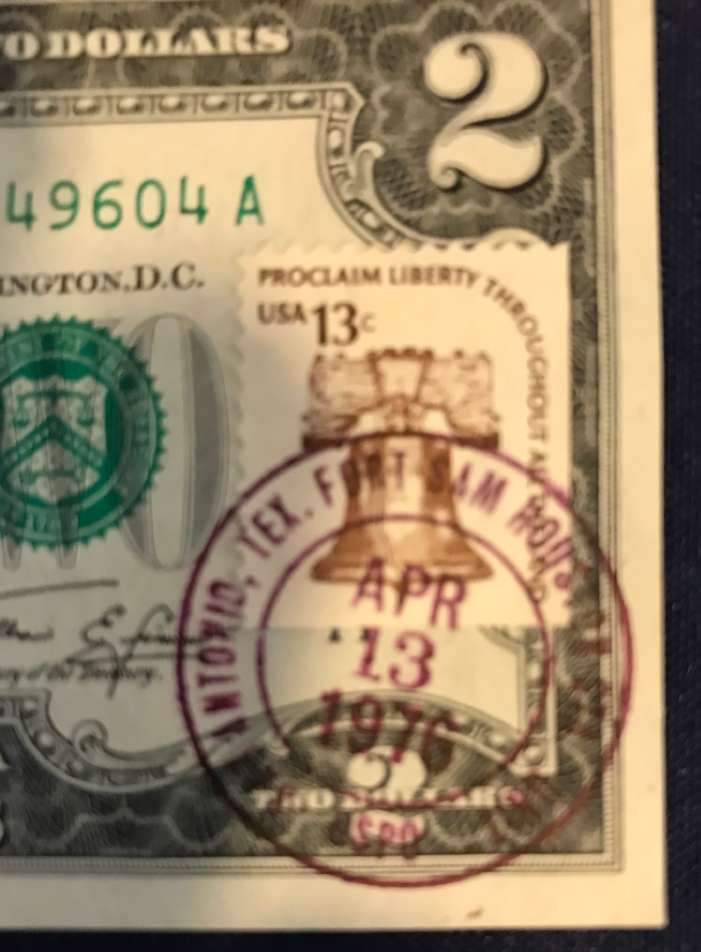 O DOLLARS
2
49604 A
INGTON, D.C.
PROCLAIM LIBERTY THROUGHOUT ALL
USA 13c
ANTONIO, TEX. FORT SAM HOUS
APR
13
1976
TWO DOLLARS